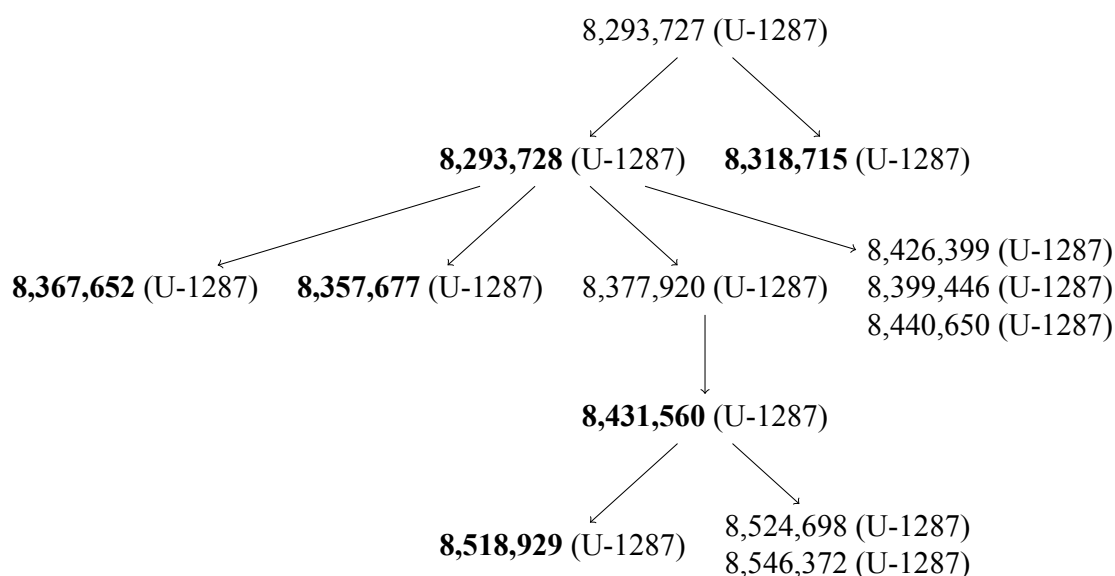 8,293,727 (U-1287)
8,293,728 (U-1287)
8,318,715 (U-1287)
8,367,652 (U-1287)
8,357,677 (U-1287)
8,377,920 (U-1287)
8,426,399 (U-1287)
8,399,446 (U-1287)
8,440,650 (U-1287)
8,431,560 (U-1287)
8,518,929 (U-1287)
8,524,698 (U-1287)
8,546,372 (U-1287)